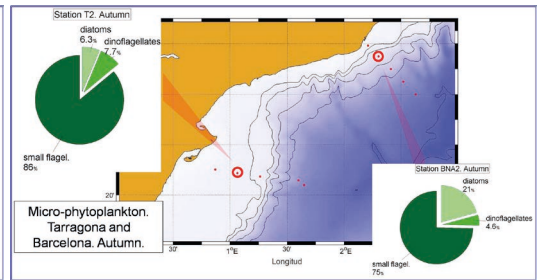 Station T2. Autumn
diatoms
6.3%
dinoflagellates
7.7%
small flagel.
86%
20'
Micro-phytoplankton.
Tarragona and
Barcelona. Autumn.
30'
1°E
30'
2°E
Longitud
Station BNA2. Autumn
diatoms
21%
dinoflagellates
4.6%
small flagel.
75%